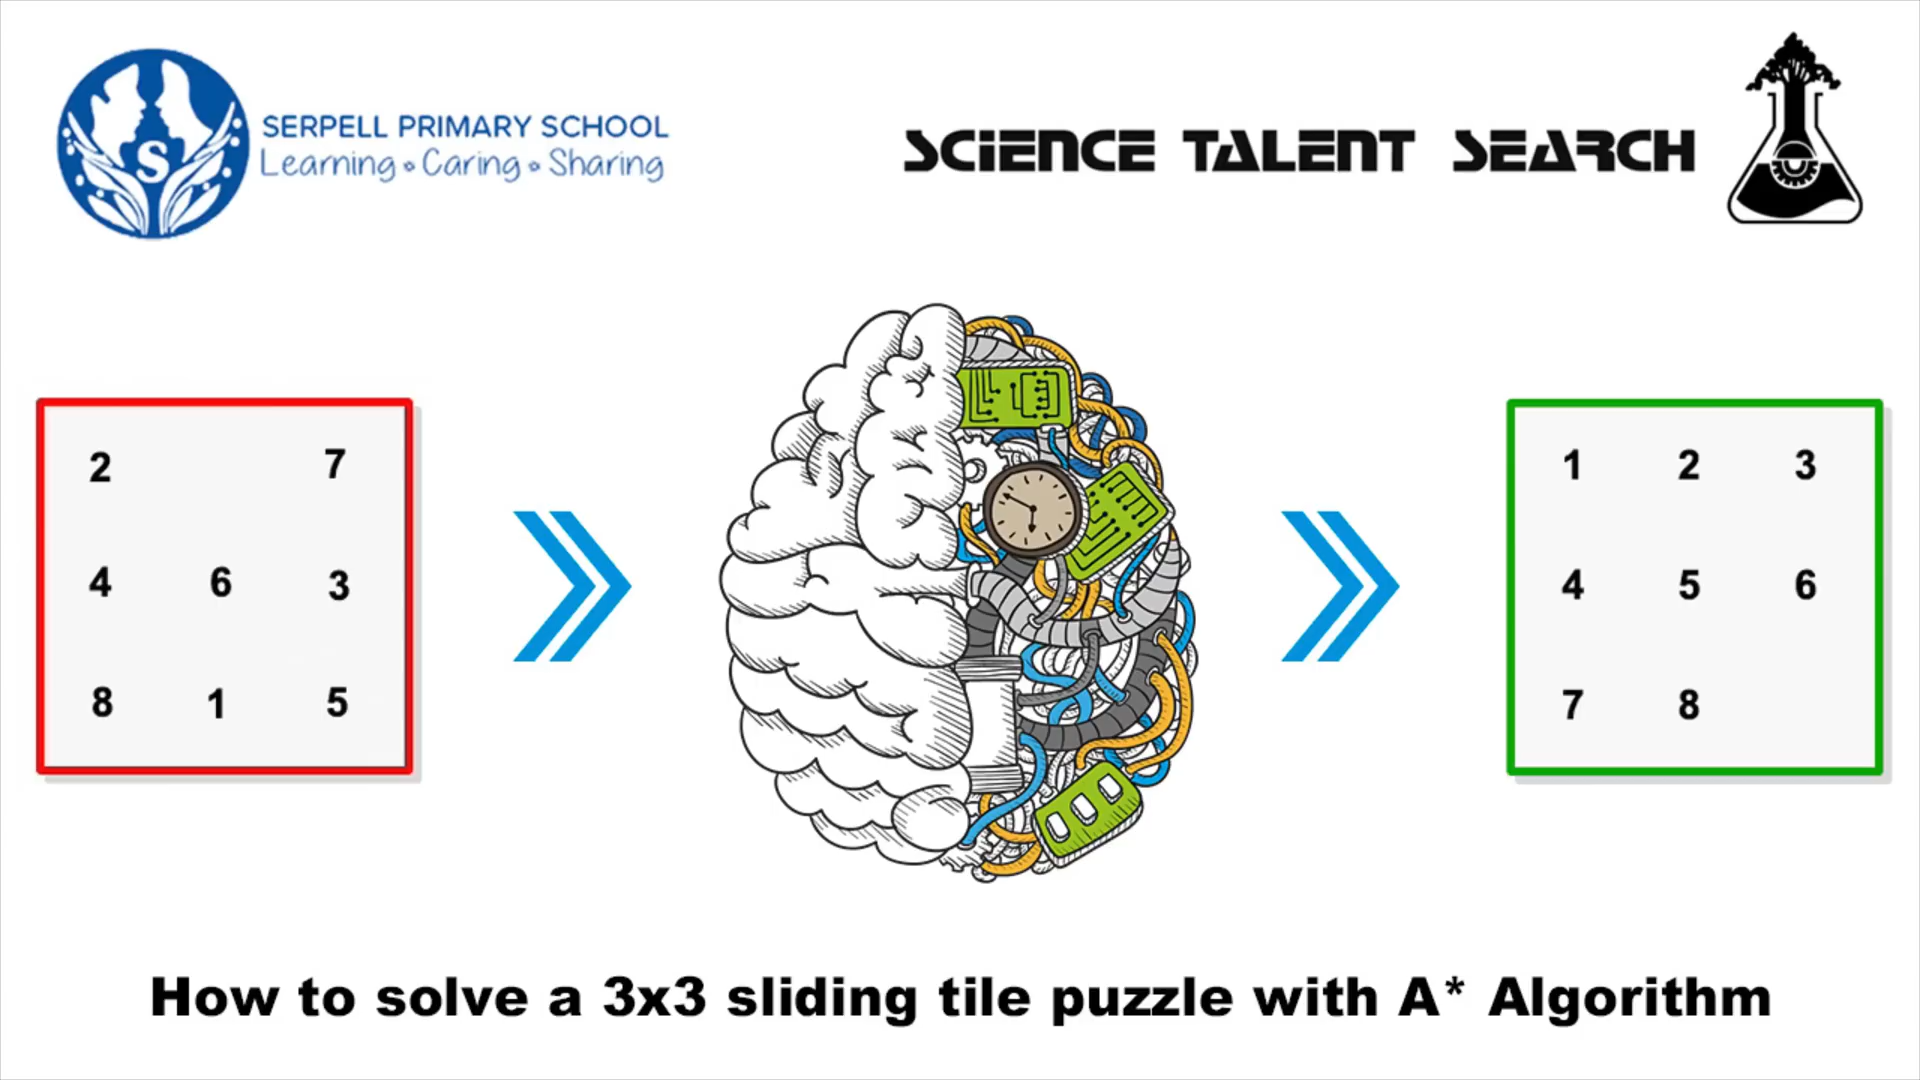 SERPELL PRIMARY SCHOOL
Learning • Caring • Sharing
S
SCIENCE TALENT SEARCH
2 7
4 6 3
8 1 5
1 2 3
4 5 6
7 8
How to solve a 3x3 sliding tile puzzle with A* Algorithm